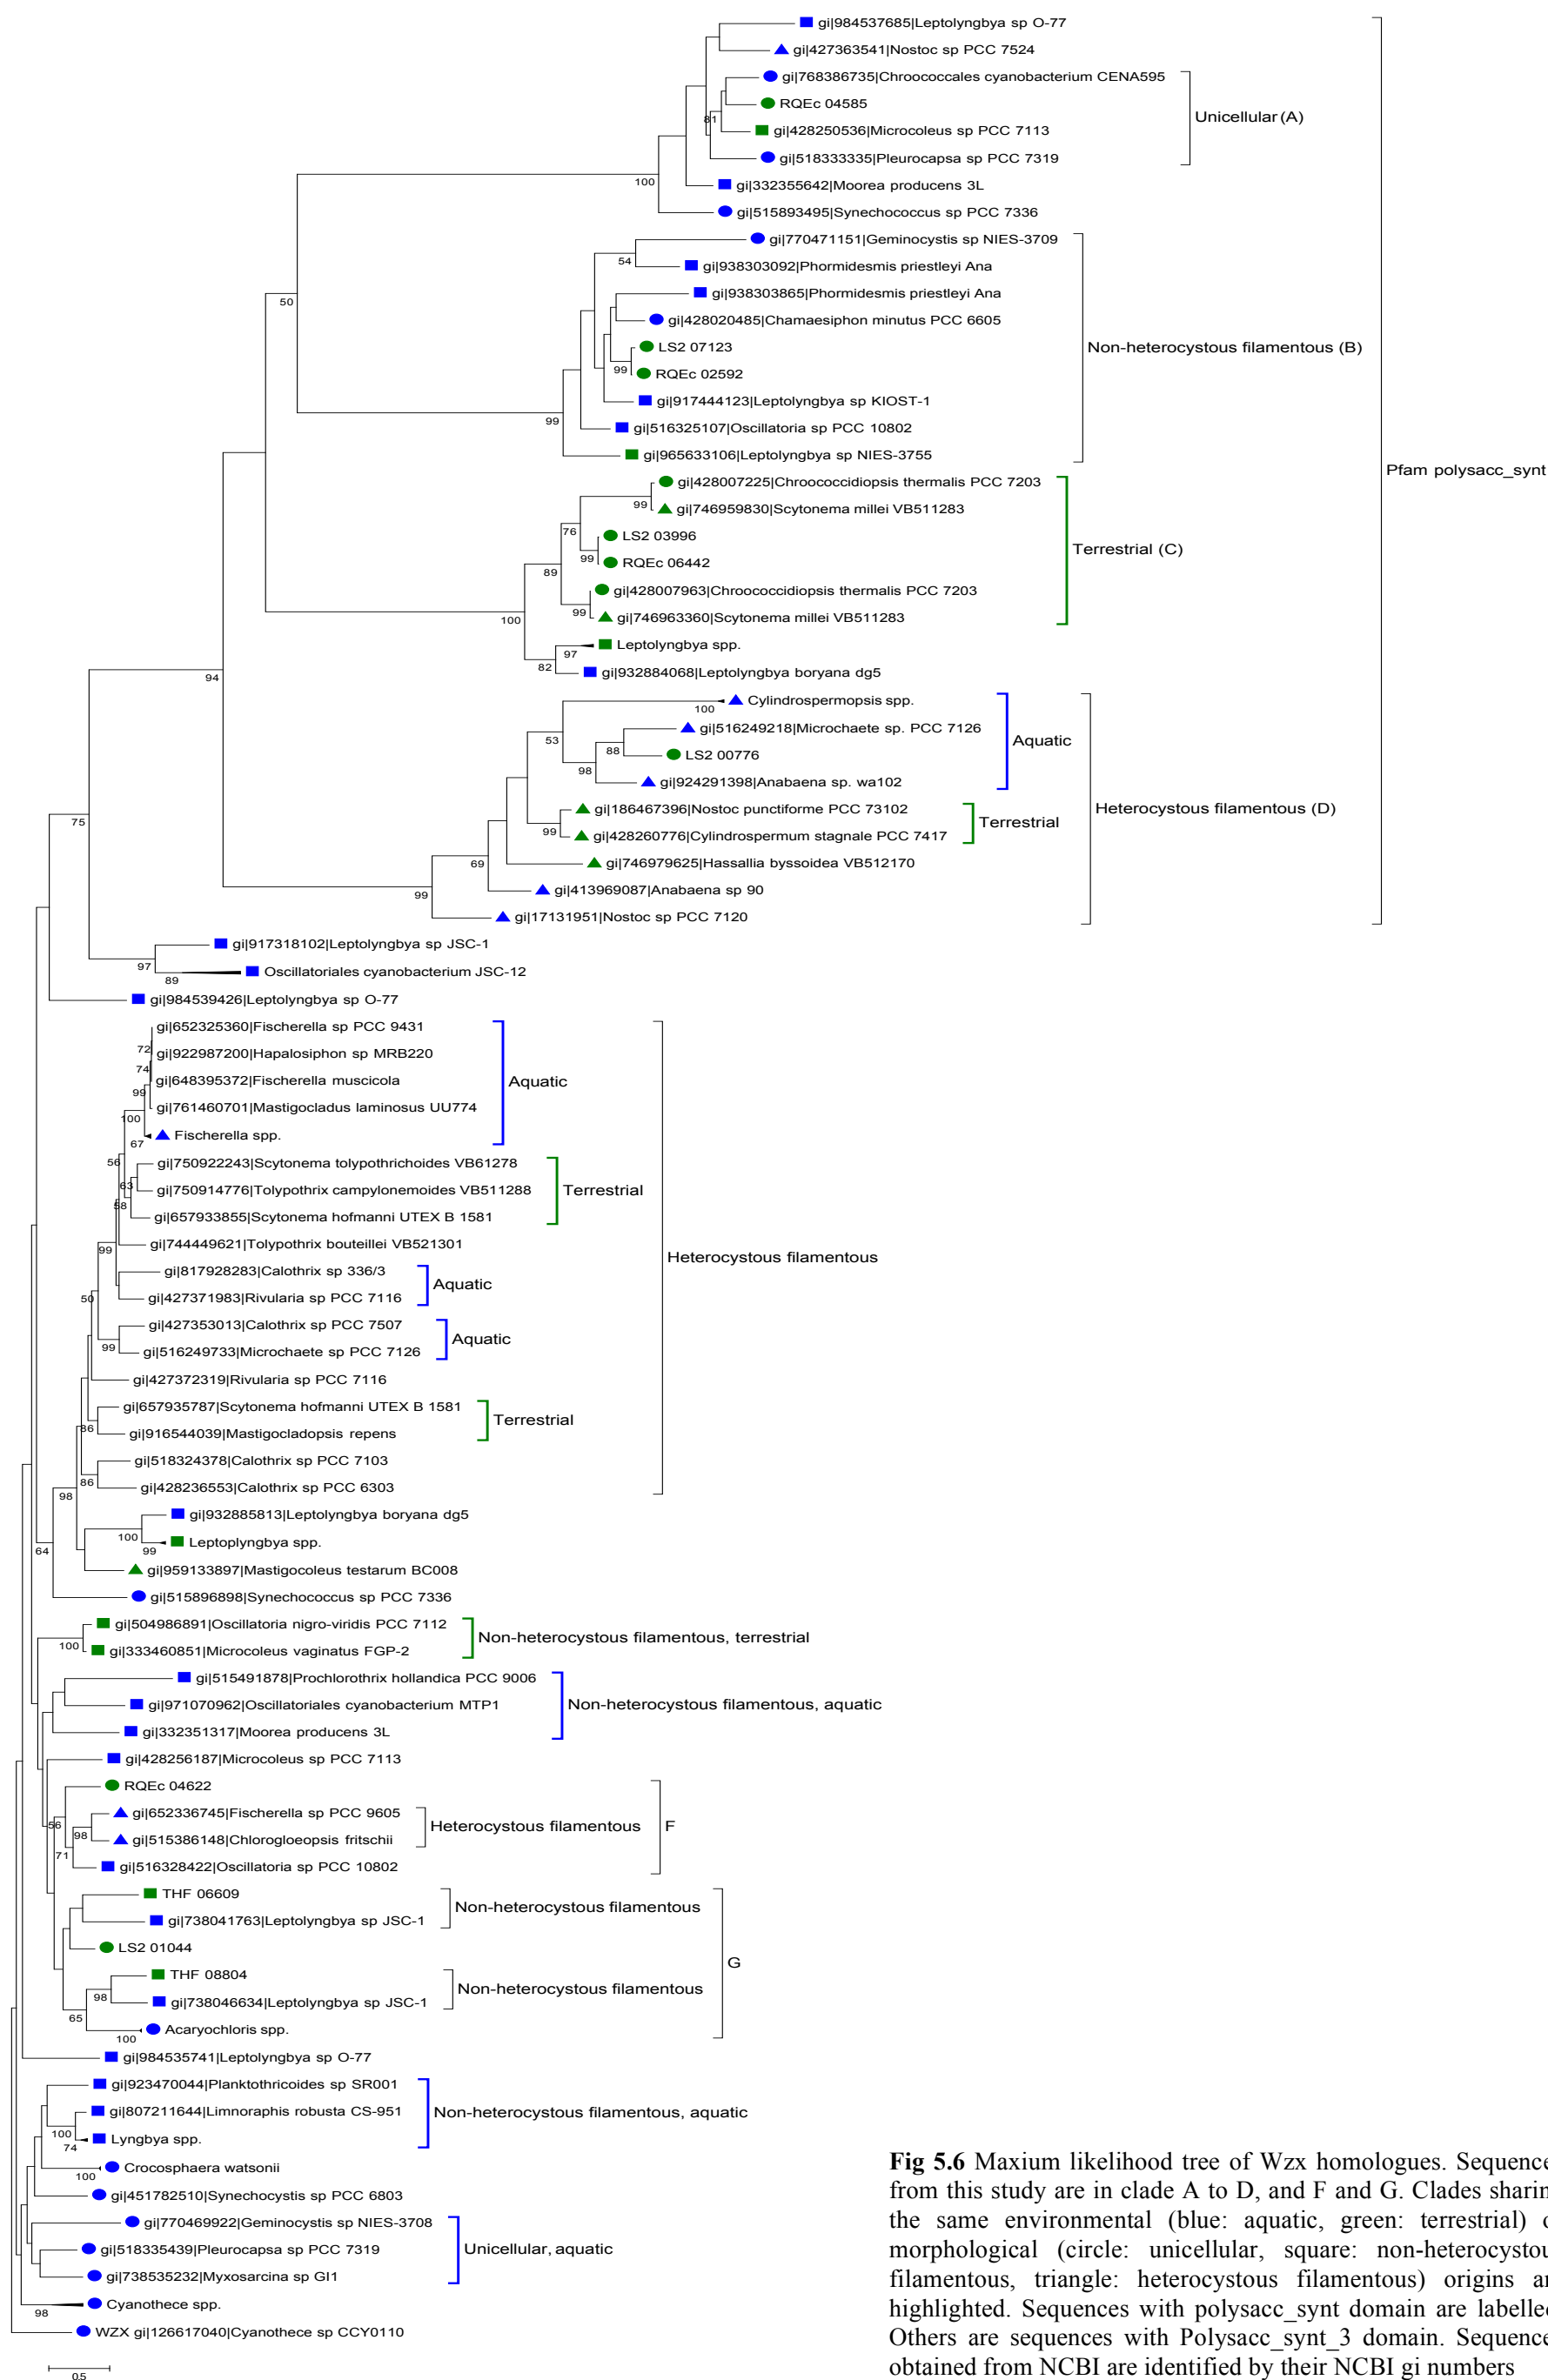 gi|984537685|Leptolyngbya sp O-77
gi|427363541|Nostoc sp PCC 7524
gi|768386735|Chroococcales cyanobacterium CENA595
RQEc 04585
81
gi|428250536|Microcoleus sp PCC 7113
gi|518333335|Pleurocapsa sp PCC 7319
Unicellular (A)
gi|332355642|Moorea producens 3L
100
gi|515893495|Synechococcus sp PCC 7336
gi|770471151|Geminocystis sp NIES-3709
54
gi|938303092|Phormidesmis priestleyi Ana
gi|938303865|Phormidesmis priestleyi Ana
50
gi|428020485|Chamaesiphon minutus PCC 6605
LS2 07123
99
RQEc 02592
Non-heterocystous filamentous (B)
gi|917444123|Leptolyngbya sp KIOST-1
99
gi|516325107|Oscillatoria sp PCC 10802
gi|965633106|Leptolyngbya sp NIES-3755
Pfam polysacc_synt
gi|428007225|Chroococcidiopsis thermalis PCC 7203
99
gi|746959830|Scytonema millei VB511283
76
LS2 03996
99
RQEc 06442
Terrestrial (C)
89
gi|428007963|Chroococcidiopsis thermalis PCC 7203
99
gi|746963360|Scytonema millei VB511283
100
Leptolyngbya spp.
97
82
gi|932884068|Leptolyngbya boryana dg5
94
Cylindrospermopsis spp.
100
gi|516249218|Microchaete sp. PCC 7126
53
88
LS2 00776
98
gi|924291398|Anabaena sp. wa102
Aquatic
gi|186467396|Nostoc punctiforme PCC 73102
99
gi|428260776|Cylindrospermum stagnale PCC 7417
Terrestrial
Heterocystous filamentous (D)
75
69
gi|746979625|Hassallia byssoidea VB512170
99
gi|413969087|Anabaena sp 90
gi|17131951|Nostoc sp PCC 7120
gi|917318102|Leptolyngbya sp JSC-1
97
89
Oscillatoriales cyanobacterium JSC-12
gi|984539426|Leptolyngbya sp O-77
gi|652325360|Fischerella sp PCC 9431
72
gi|922987200|Hapalosiphon sp MRB220
74
gi|648395372|Fischerella muscicola
99
gi|761460701|Mastigocladus laminosus UU774
100
67
Fischerella spp.
Aquatic
56
gi|750922243|Scytonema tolypothrichoides VB61278
63
gi|750914776|Tolypothrix campylonemoides VB511288
58
gi|657933855|Scytonema hofmanni UTEX B 1581
Terrestrial
99
gi|744449621|Tolypothrix bouteillei VB521301
Heterocystous filamentous
gi|817928283|Calothrix sp 336/3
50
gi|427371983|Rivularia sp PCC 7116
Aquatic
gi|427353013|Calothrix sp PCC 7507
99
gi|516249733|Microchaete sp PCC 7126
Aquatic
gi|427372319|Rivularia sp PCC 7116
gi|657935787|Scytonema hofmanni UTEX B 1581
86
gi|916544039|Mastigocladopsis repens
Terrestrial
gi|518324378|Calothrix sp PCC 7103
86
gi|428236553|Calothrix sp PCC 6303
98
gi|932885813|Leptolyngbya boryana dg5
100
99
Leptoplyngbya spp.
64
gi|959133897|Mastigocoleus testarum BC008
gi|515896898|Synechococcus sp PCC 7336
gi|504986891|Oscillatoria nigro-viridis PCC 7112
100
gi|333460851|Microcoleus vaginatus FGP-2
Non-heterocystous filamentous, terrestrial
gi|515491878|Prochlorothrix hollandica PCC 9006
gi|971070962|Oscillatoriales cyanobacterium MTP1
Non-heterocystous filamentous, aquatic
gi|332351317|Moorea producens 3L
gi|428256187|Microcoleus sp PCC 7113
RQEc 04622
56
gi|652336745|Fischerella sp PCC 9605
98
gi|515386148|Chlorogloeopsis fritschii
Heterocystous filamentous
F
71
gi|516328422|Oscillatoria sp PCC 10802
THF 06609
gi|738041763|Leptolyngbya sp JSC-1
Non-heterocystous filamentous
LS2 01044
G
THF 08804
98
gi|738046634|Leptolyngbya sp JSC-1
Non-heterocystous filamentous
65
100
Acaryochloris spp.
gi|984535741|Leptolyngbya sp O-77
gi|923470044|Planktothricoides sp SR001
gi|807211644|Limnoraphis robusta CS-951
Non-heterocystous filamentous, aquatic
100
74
Lyngbya spp.
100
Crocosphaera watsonii
gi|451782510|Synechocystis sp PCC 6803
gi|770469922|Geminocystis sp NIES-3708
gi|518335439|Pleurocapsa sp PCC 7319
Unicellular, aquatic
gi|738535232|Myxosarcina sp GI1
98
Cyanothece spp.
WZX gi|126617040|Cyanothece sp CCY0110
0.5
Fig 5.6 Maxium likelihood tree of Wzx homologues. Sequence
from this study are in clade A to D, and F and G. Clades sharin
the same environmental (blue: aquatic, green: terrestrial) o
morphological (circle: unicellular, square: non-heterocystou
filamentous, triangle: heterocystous filamentous) origins ar
highlighted. Sequences with polysacc_synt domain are labelled
Others are sequences with Polysacc_synt_3 domain. Sequence
obtained from NCBI are identified by their NCBI gi numbers